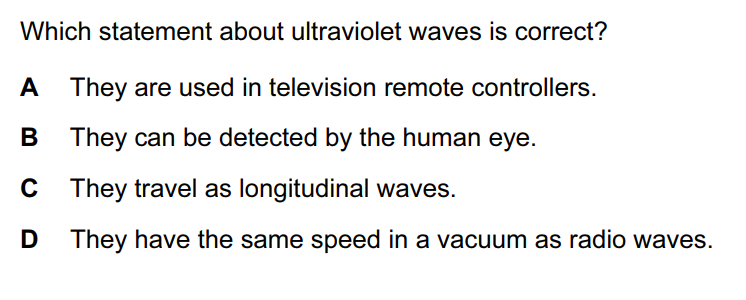 Which statement about ultraviolet waves is correct?
A They are used in television remote controllers.
B They can be detected by the human eye.
C They travel as longitudinal waves.
D They have the same speed in a vacuum as radio waves.